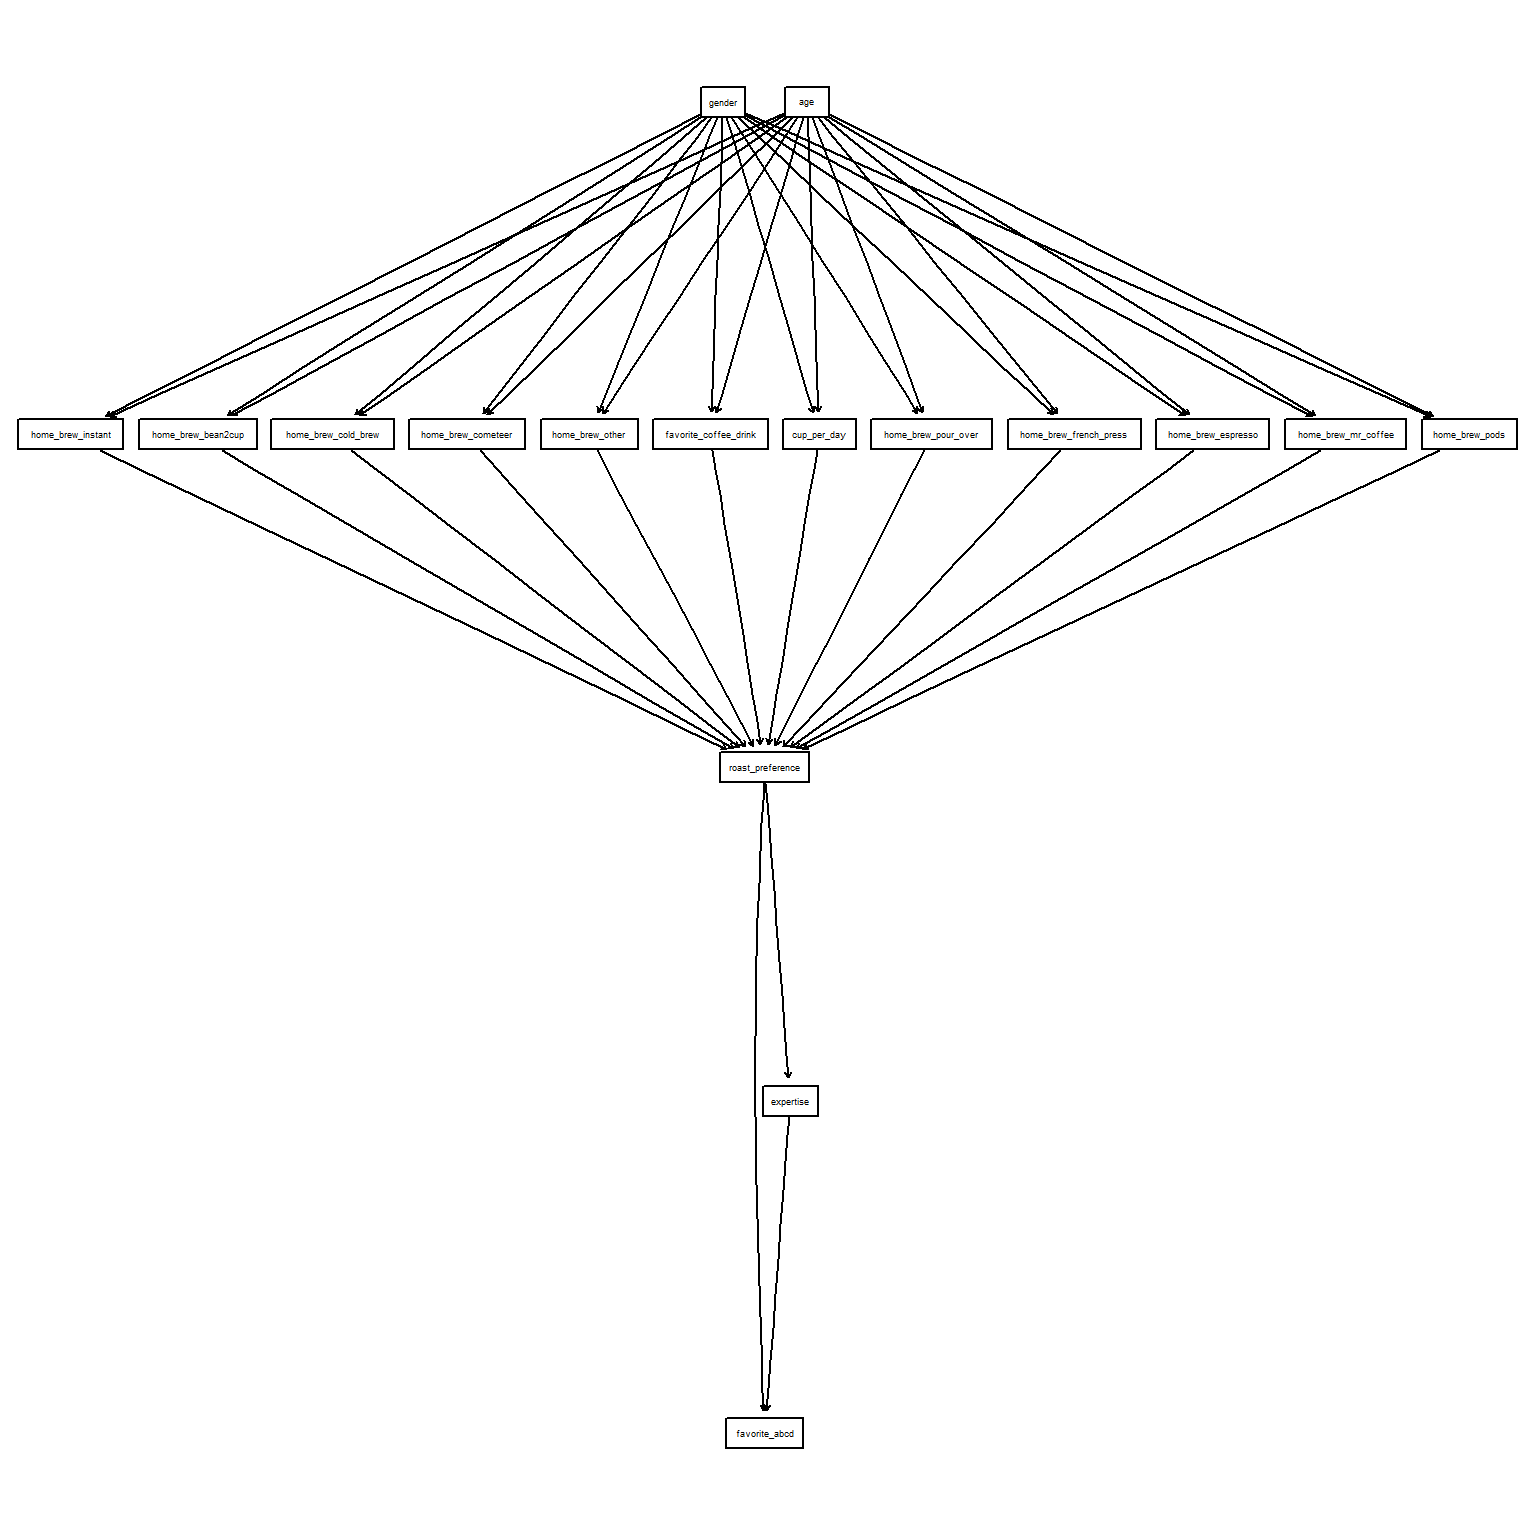 gender
age
home_brew_instant
home_brew_bean2cup
home_brew_cold_brew
home_brew_cometeer
home_brew_other
favorite_coffee_drink
cup_per_day
home_brew_pour_over
home_brew_french_press
home_brew_espresso
home_brew_mr_coffee
home_brew_pods
roast_preference
expertise
favorite_abcd